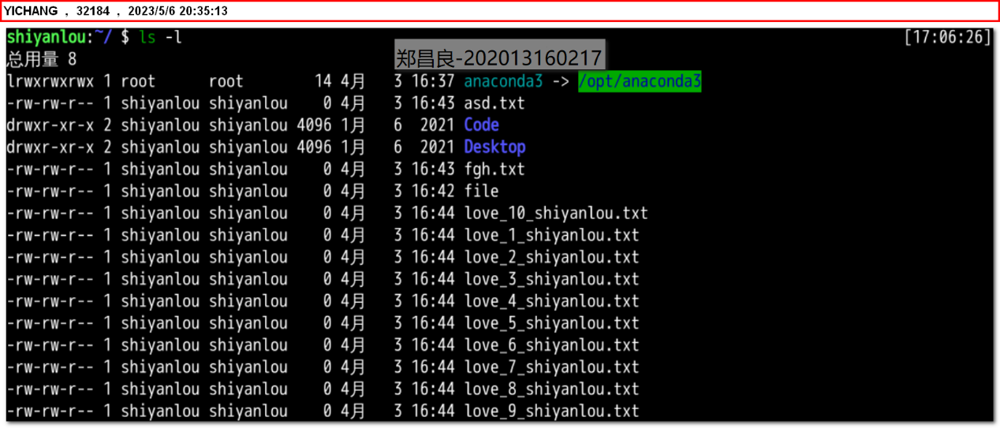 YICHANG , 32184 , 2023/5/6 20:35:13
shiyanlou:~/ $ ls -l [17:06:26]
总用量 8
郑昌良-202013160217
lrwxrwxrwx 1 root root 14 4月 3 16:37 anaconda3 -> /opt/anaconda3
-rw-rw-r-- 1 shiyanlou shiyanlou 0 4月 3 16:43 asd.txt
drwxr-xr-x 2 shiyanlou shiyanlou 4096 1月 6 2021 Code
drwxr-xr-x 2 shiyanlou shiyanlou 4096 1月 6 2021 Desktop
-rw-rw-r-- 1 shiyanlou shiyanlou 0 4月 3 16:43 fgh.txt
-rw-rw-r-- 1 shiyanlou shiyanlou 0 4月 3 16:42 file
-rw-rw-r-- 1 shiyanlou shiyanlou 0 4月 3 16:44 love_10_shiyanlou.txt
-rw-rw-r-- 1 shiyanlou shiyanlou 0 4月 3 16:44 love_1_shiyanlou.txt
-rw-rw-r-- 1 shiyanlou shiyanlou 0 4月 3 16:44 love_2_shiyanlou.txt
-rw-rw-r-- 1 shiyanlou shiyanlou 0 4月 3 16:44 love_3_shiyanlou.txt
-rw-rw-r-- 1 shiyanlou shiyanlou 0 4月 3 16:44 love_4_shiyanlou.txt
-rw-rw-r-- 1 shiyanlou shiyanlou 0 4月 3 16:44 love_5_shiyanlou.txt
-rw-rw-r-- 1 shiyanlou shiyanlou 0 4月 3 16:44 love_6_shiyanlou.txt
-rw-rw-r-- 1 shiyanlou shiyanlou 0 4月 3 16:44 love_7_shiyanlou.txt
-rw-rw-r-- 1 shiyanlou shiyanlou 0 4月 3 16:44 love_8_shiyanlou.txt
-rw-rw-r-- 1 shiyanlou shiyanlou 0 4月 3 16:44 love_9_shiyanlou.txt